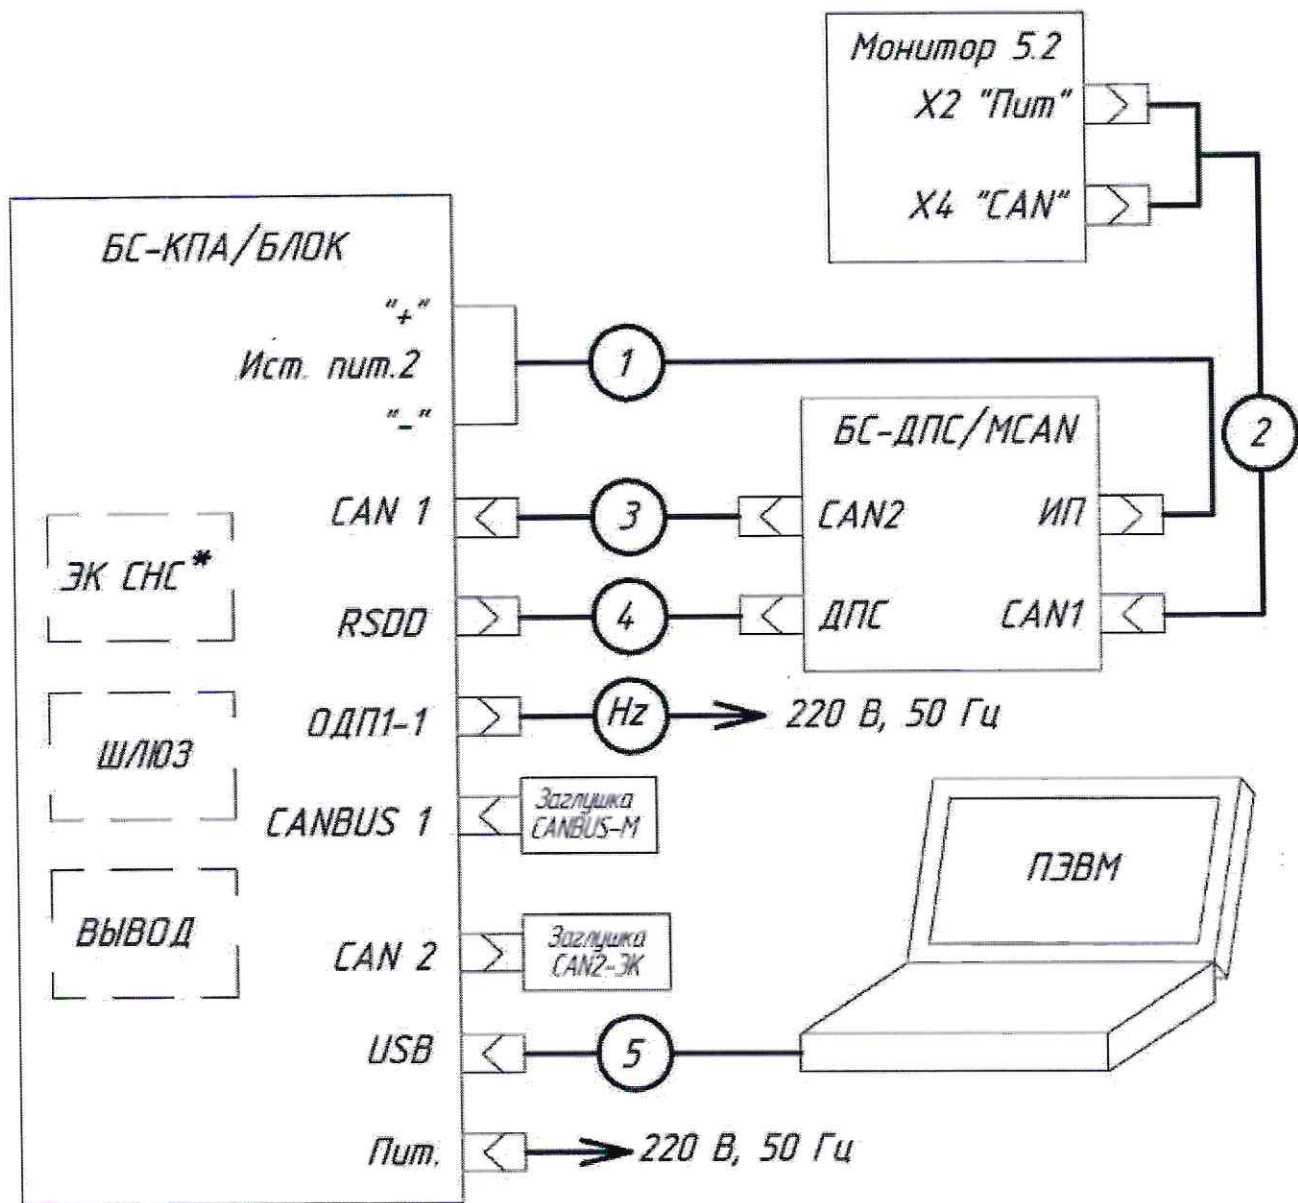 Монитор 5.2
X2 "Пит"
X4 "CAN"
БС-КПА/БЛОК
"+"
Ист. пит.2
"-"
1
2
БС-ДПС/MCAN
CAN 1
3
CAN2
ИП
ЭК СНС*
RSDD
4
ДПС
CAN1
ОДП1-1
Hz
220 В, 50 Гц
ШЛЮЗ
CANBUS 1
Заглушка
CANBUS-M
ПЭВМ
ВЫВОД
CAN 2
Заглушка
CAN2-ЭК
USB
5
Пит.
220 В, 50 Гц